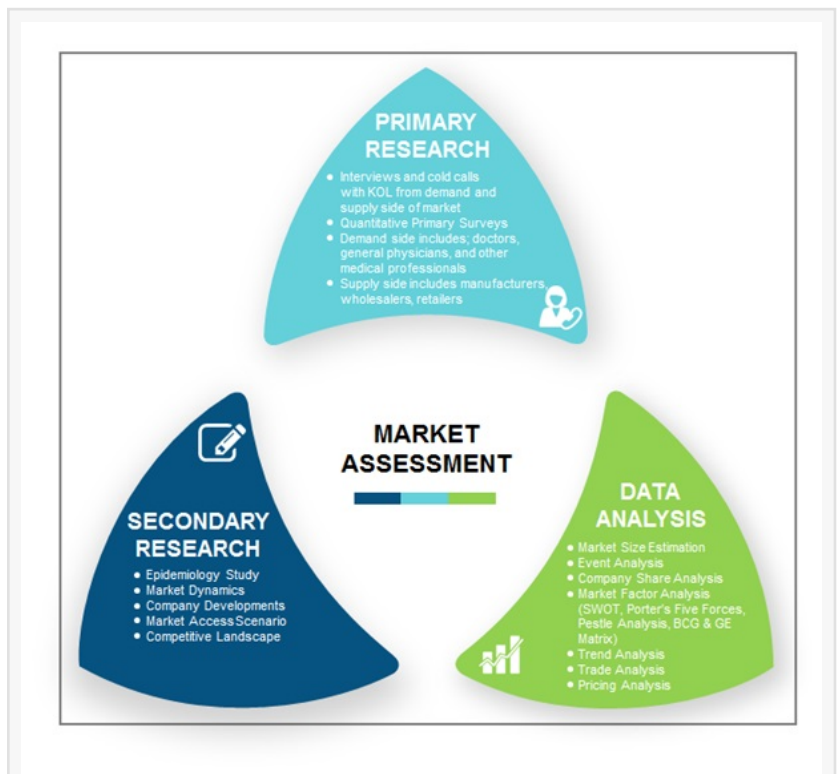 PRIMARY
RESEARCH
• Interviews and cold calls
with KOL from demand and
supply side of market
• Quantitative Primary Surveys
• Demand side includes; doctors,
general physicians, and other
medical professionals
• Supply side includes manufacturers,
wholesalers, retailers
MARKET
ASSESSMENT
SECONDARY
RESEARCH
• Epidemiology Study
• Market Dynamics
• Company Developments
• Market Access Scenario
• Competitive Landscape
DATA
ANALYSIS
• Market Size Estimation
• Event Analysis
• Company Share Analysis
• Market Factor Analysis
(SWOT, Porter's Five Forces,
Pestle Analysis, BCG & GE
Matrix)
• Trend Analysis
• Trade Analysis
• Pricing Analysis